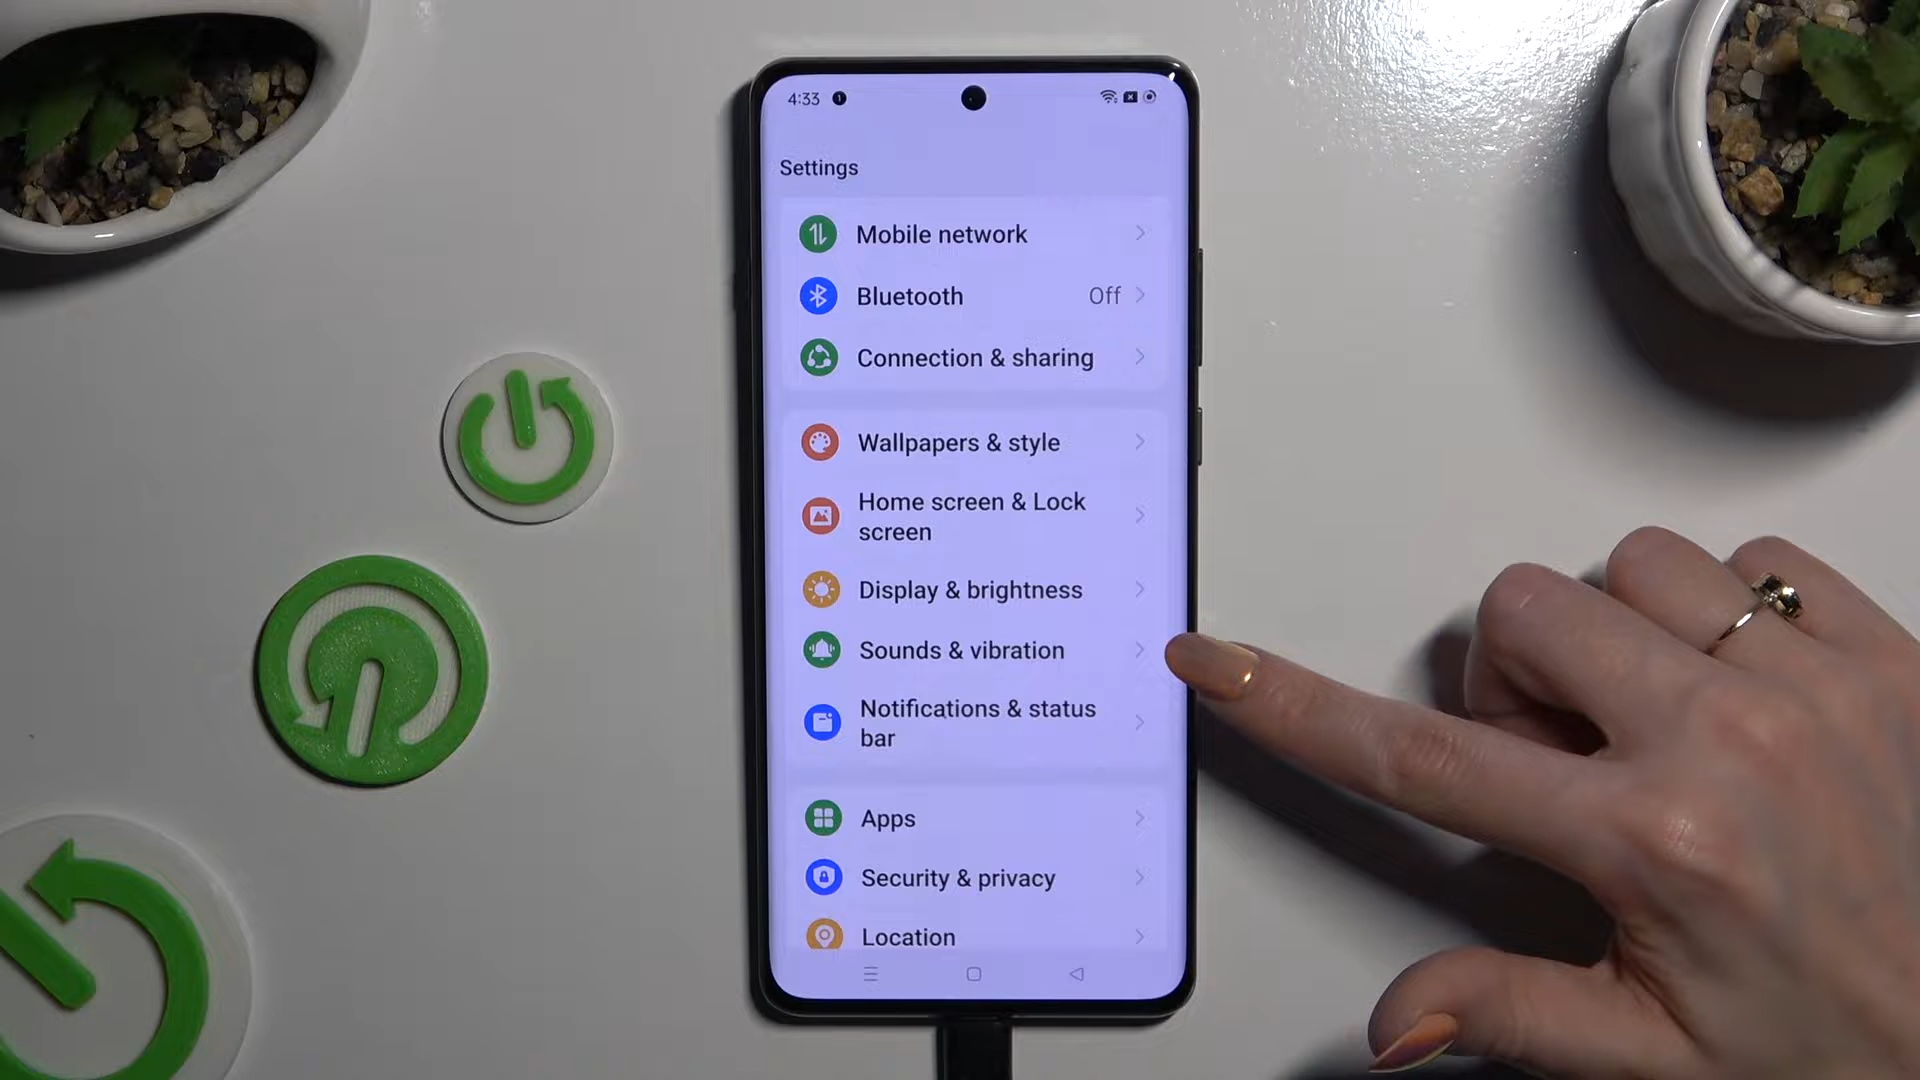 4:33
Settings
Mobile network
Bluetooth Off
Connection & sharing
Wallpapers & style
Home screen & Lock
screen
Display & brightness
Sounds & vibration
Notifications & status
bar
Apps
Security & privacy
Location